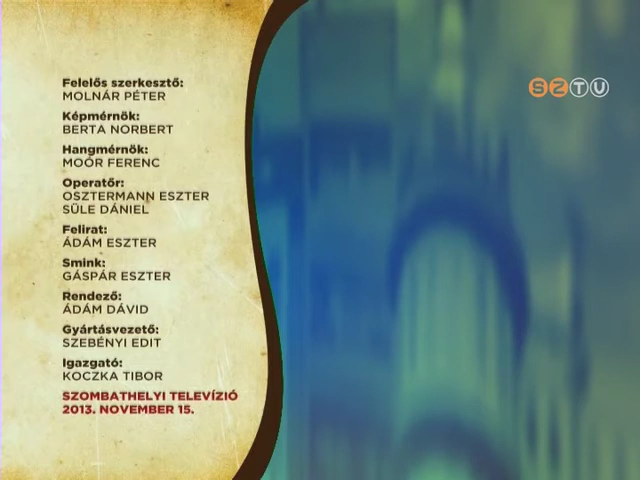 Felelős szerkesztő:
MOLNÁR PÉTER
Képmérnök:
BERTA NORBERT
Hangmérnök:
MOÓR FERENC
Operatőr:
OSZTERMANN ESZTER
SÜLE DÁNIEL
Felirat:
ÁDÁM ESZTER
Smink:
GÁSPÁR ESZTER
Rendező:
ÁDÁM DÁVID
Gyártásvezető:
SZEBÉNYI EDIT
Igazgató:
KOCZKA TIBOR
SZOMBATHELYI TELEVÍZIÓ
2013. NOVEMBER 15.
SZTV